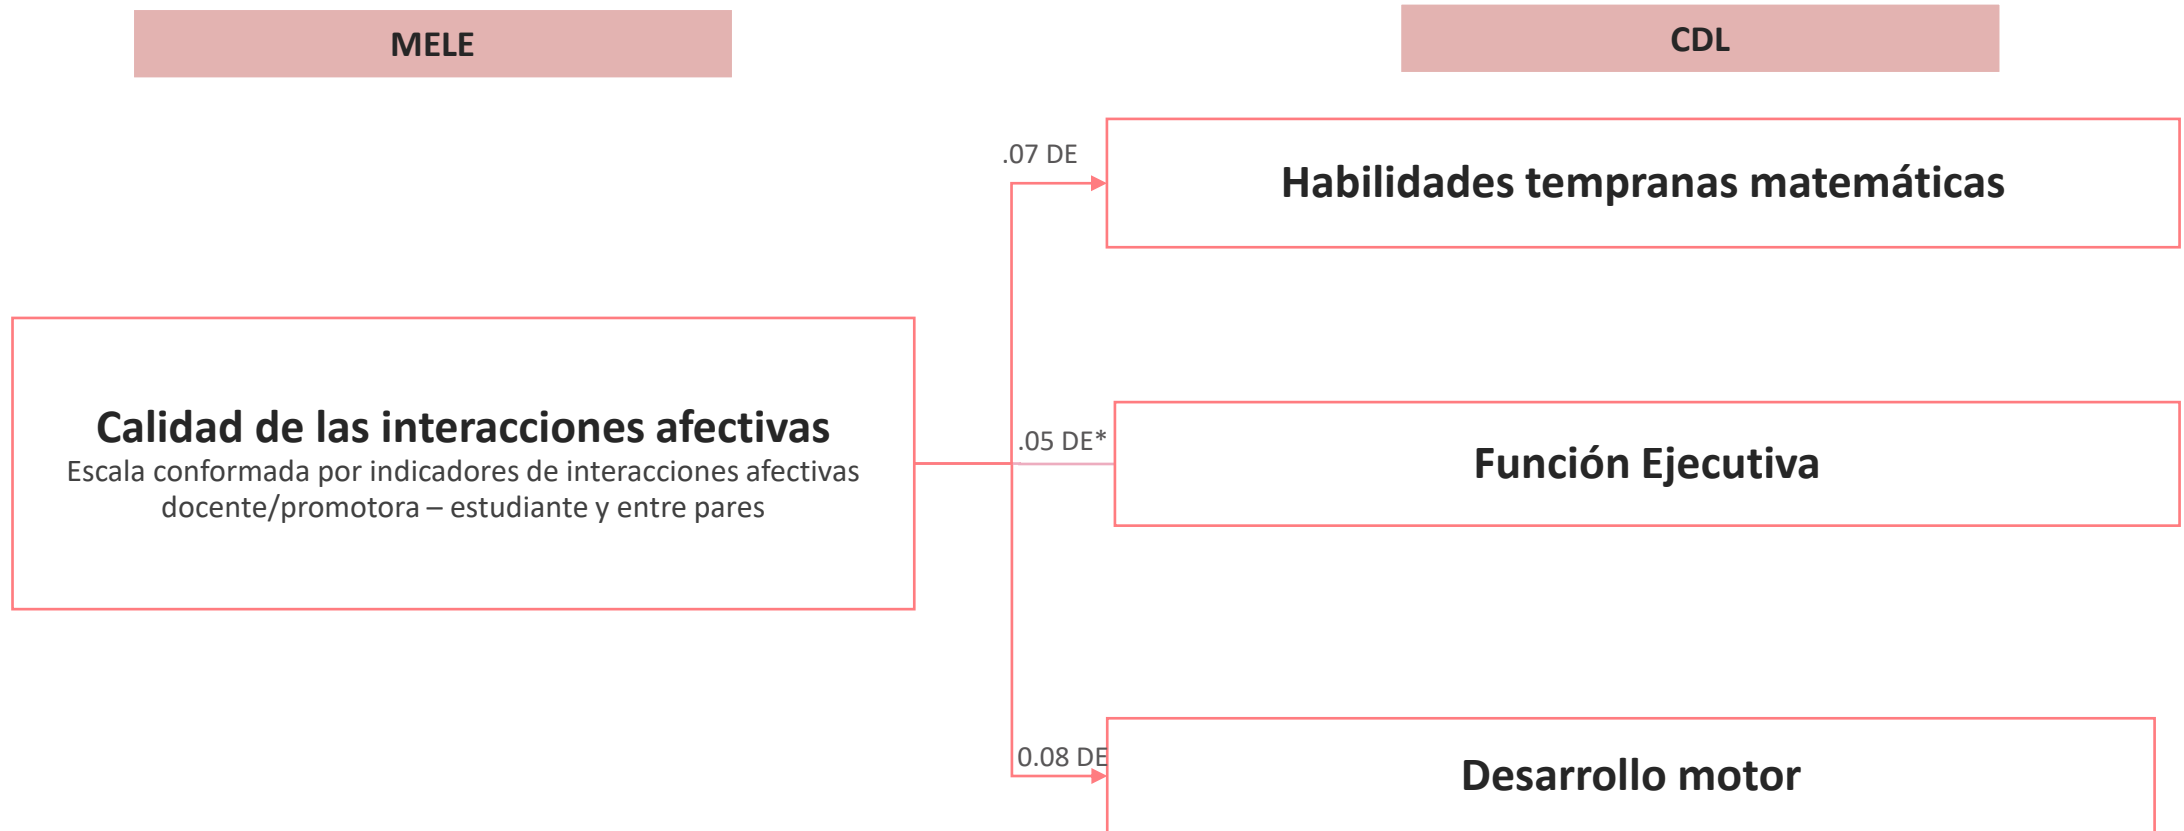 MELE
CDL
.07 DE
Habilidades tempranas matemáticas
Calidad de las interacciones afectivas
Escala conformada por indicadores de interacciones afectivas
docente/promotora – estudiante y entre pares
.05 DE*
Función Ejecutiva
0.08 DE
Desarrollo motor